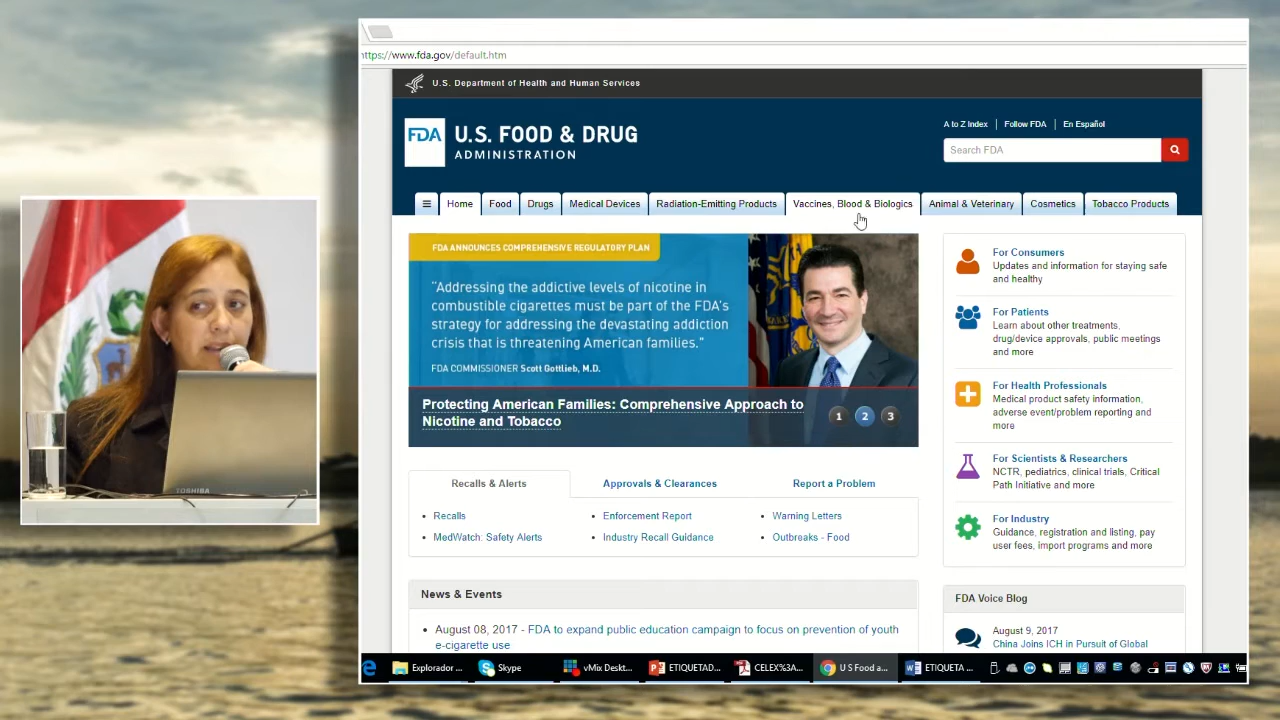 https://www.fda.gov/default.htm
U.S. Department of Health and Human Services
FDA U.S. FOOD & DRUG
ADMINISTRATION
A to Z Index | Follow FDA | En Español
Search FDA
Home Food Drugs Medical Devices Radiation-Emitting Products Vaccines, Blood & Biologics Animal & Veterinary Cosmetics Tobacco Products
FDA ANNOUNCES COMPREHENSIVE REGULATORY PLAN
"Addressing the addictive levels of nicotine in
combustible cigarettes must be part of the FDA's
strategy for addressing the devastating addiction
crisis that is threatening American families."
FDA COMMISSIONER Scott Gottlieb, M.D.
Protecting American Families: Comprehensive Approach to
Nicotine and Tobacco
1 2 3
For Consumers
Updates and information for staying safe
and healthy
For Patients
Learn about other treatments,
drug/device approvals, public meetings
and more
For Health Professionals
Medical product safety information,
adverse event/problem reporting and
more
For Scientists & Researchers
NCTR, pediatrics, clinical trials, Critical
Path Initiative and more
For Industry
Guidance, registration and listing, pay
user fees, import programs and more
Recalls & Alerts Approvals & Clearances Report a Problem
Recalls Enforcement Report Warning Letters
MedWatch: Safety Alerts Industry Recall Guidance Outbreaks - Food
News & Events
August 08, 2017 - FDA to expand public education campaign to focus on prevention of youth
e-cigarette use
FDA Voice Blog
August 9, 2017
China Joins ICH in Pursuit of Global
Explorador ... Skype vMix Deskt... ETIQUETAD... CELEX%3A... U S Food a... ETIQUETA ...
TOSHIBA